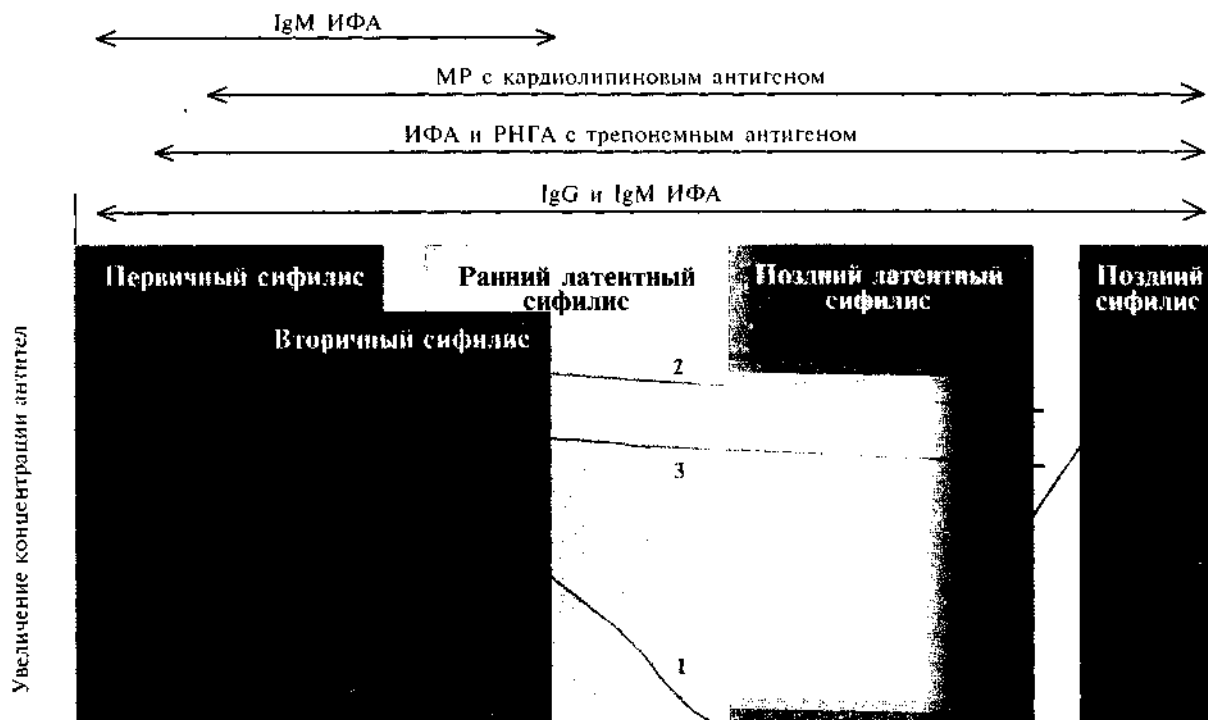 IgM ИФА
МР с кардиолипиновым антигеном
ИФА и РНГА с трепонемным антигеном
IgG и IgM ИФА
Первичный сифилис
Ранний латентный
сифилис
Поздний латентный
сифилис
Поздний
сифилис
Вторичный сифилис
2
3
1
Увеличение концентрации антител